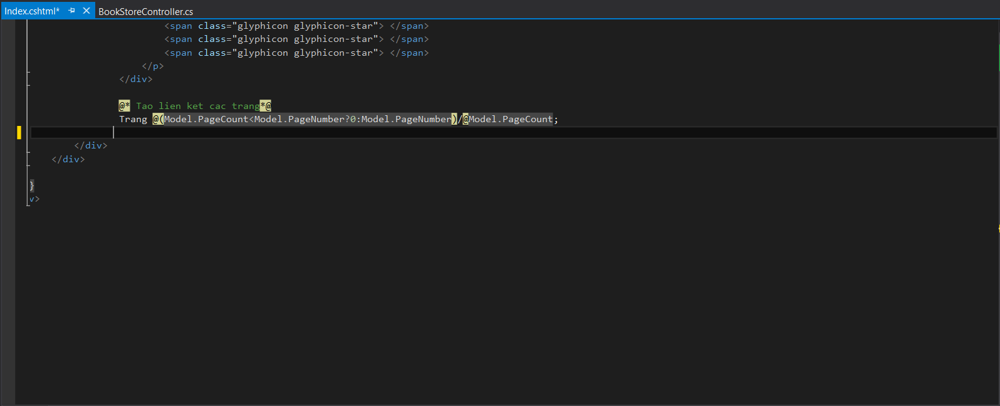 Index.cshtml* BookStoreController.cs
<span class="glyphicon glyphicon-star"> </span>
<span class="glyphicon glyphicon-star"> </span>
<span class="glyphicon glyphicon-star"> </span>
</p>
</div>
@* Tao lien ket cac trang*@
Trang @(Model.PageCount<Model.PageNumber?0:Model.PageNumber)/@Model.PageCount;
</div>
</div>
}
v>